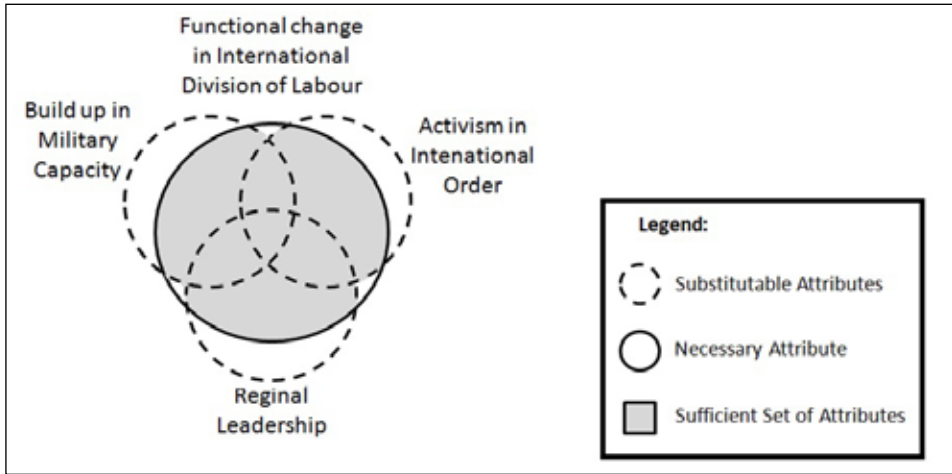 Functional change
in International
Division of Labour
Build up in
Military
Capacity
Activism in
Intenational
Order
Reginal
Leadership
Legend:
Substitutable Attributes
Necessary Attribute
Sufficient Set of Attributes